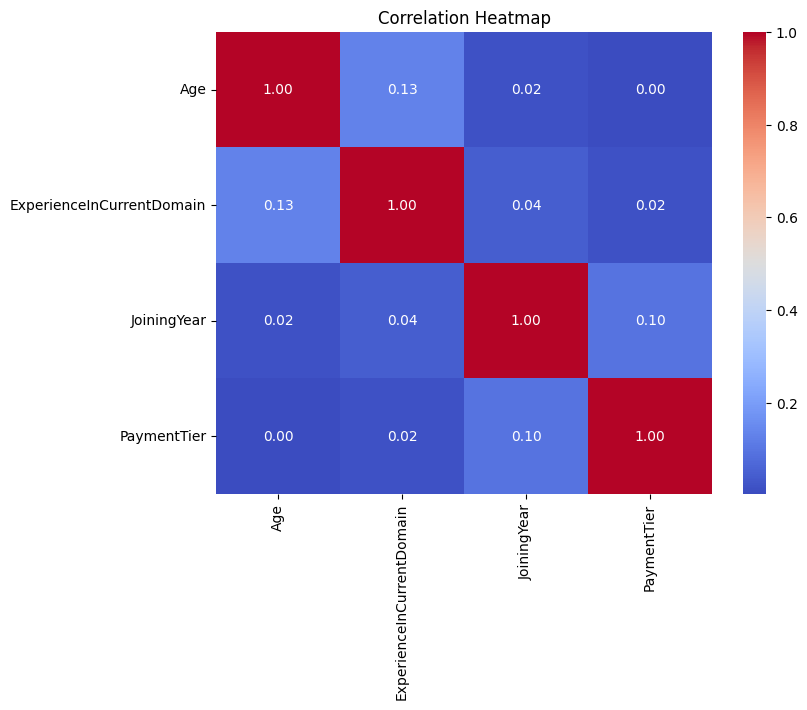 Correlation Heatmap
Age
1.00
0.13
0.02
0.00
ExperienceInCurrentDomain
0.13
1.00
0.04
0.02
JoiningYear
0.02
0.04
1.00
0.10
PaymentTier
0.00
0.02
0.10
1.00
Age
ExperienceInCurrentDomain
JoiningYear
PaymentTier
1.0
0.8
0.6
0.4
0.2